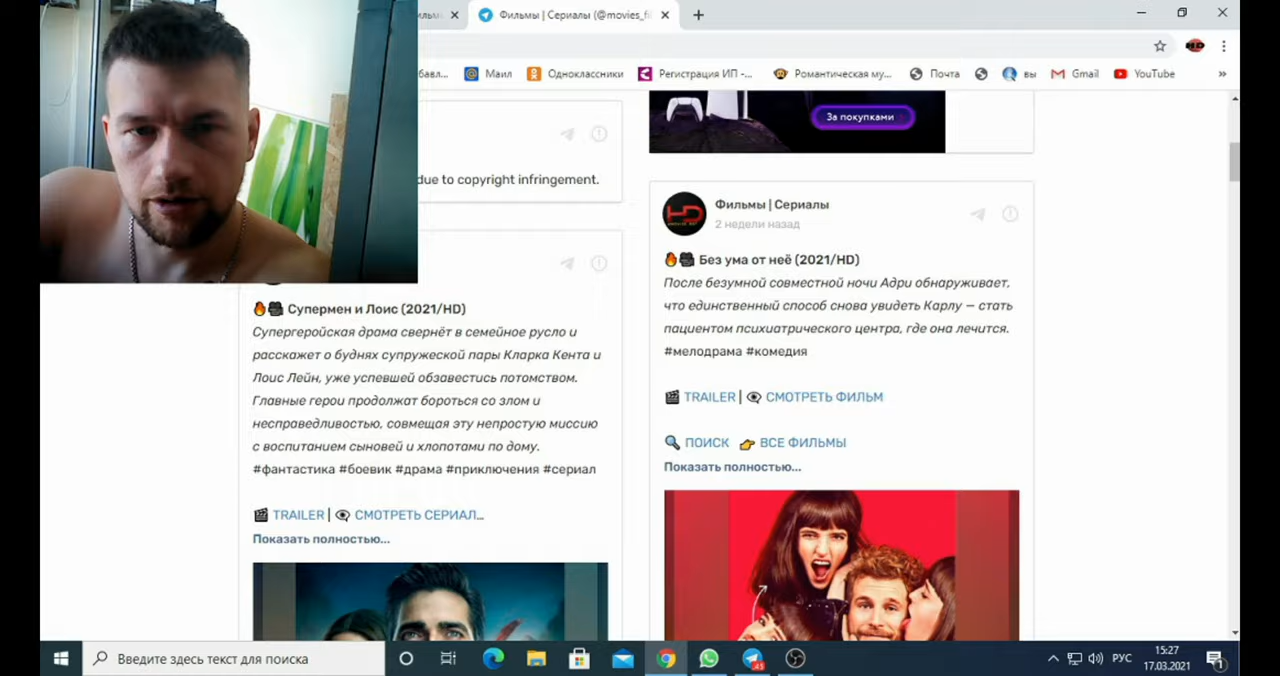 ильмы
Фильмы | Сериалы (@movies_fi
бавл...
Маил
Одноклассники
Регистрация ИП -...
Романтическая му...
Почта
вы
Gmail
YouTube
»
due to copyright infringement.
Супермен и Лоис (2021/HD)
Супергеройская драма свернёт в семейное русло и
расскажет о буднях супружеской пары Кларка Кента и
Лоис Лейн, уже успевшей обзавестись потомством.
Главные герои продолжат бороться со злом и
несправедливостью, совмещая эту непростую миссию
с воспитанием сыновей и хлопотами по дому.
#фантастика #боевик #драма #приключения #сериал
TRAILER | СМОТРЕТЬ СЕРИАЛ...
Показать полностью...
За покупками
HD
Фильмы | Сериалы
2 недели назад
Без ума от неё (2021/HD)
После безумной совместной ночи Адри обнаруживает,
что единственный способ снова увидеть Карлу — стать
пациентом психиатрического центра, где она лечится.
#мелодрама #комедия
TRAILER | СМОТРЕТЬ ФИЛЬМ
ПОИСК ВСЕ ФИЛЬМЫ
Показать полностью...
Введите здесь текст для поиска
РУС
15:27
17.03.2021